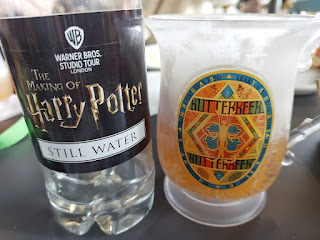 WB
WARNER BROS.
STUDIO TOUR
LONDON
THE
MAKING OF
Harry Potter
STILL WATER
BUTTERBEER
BUTTERBEER